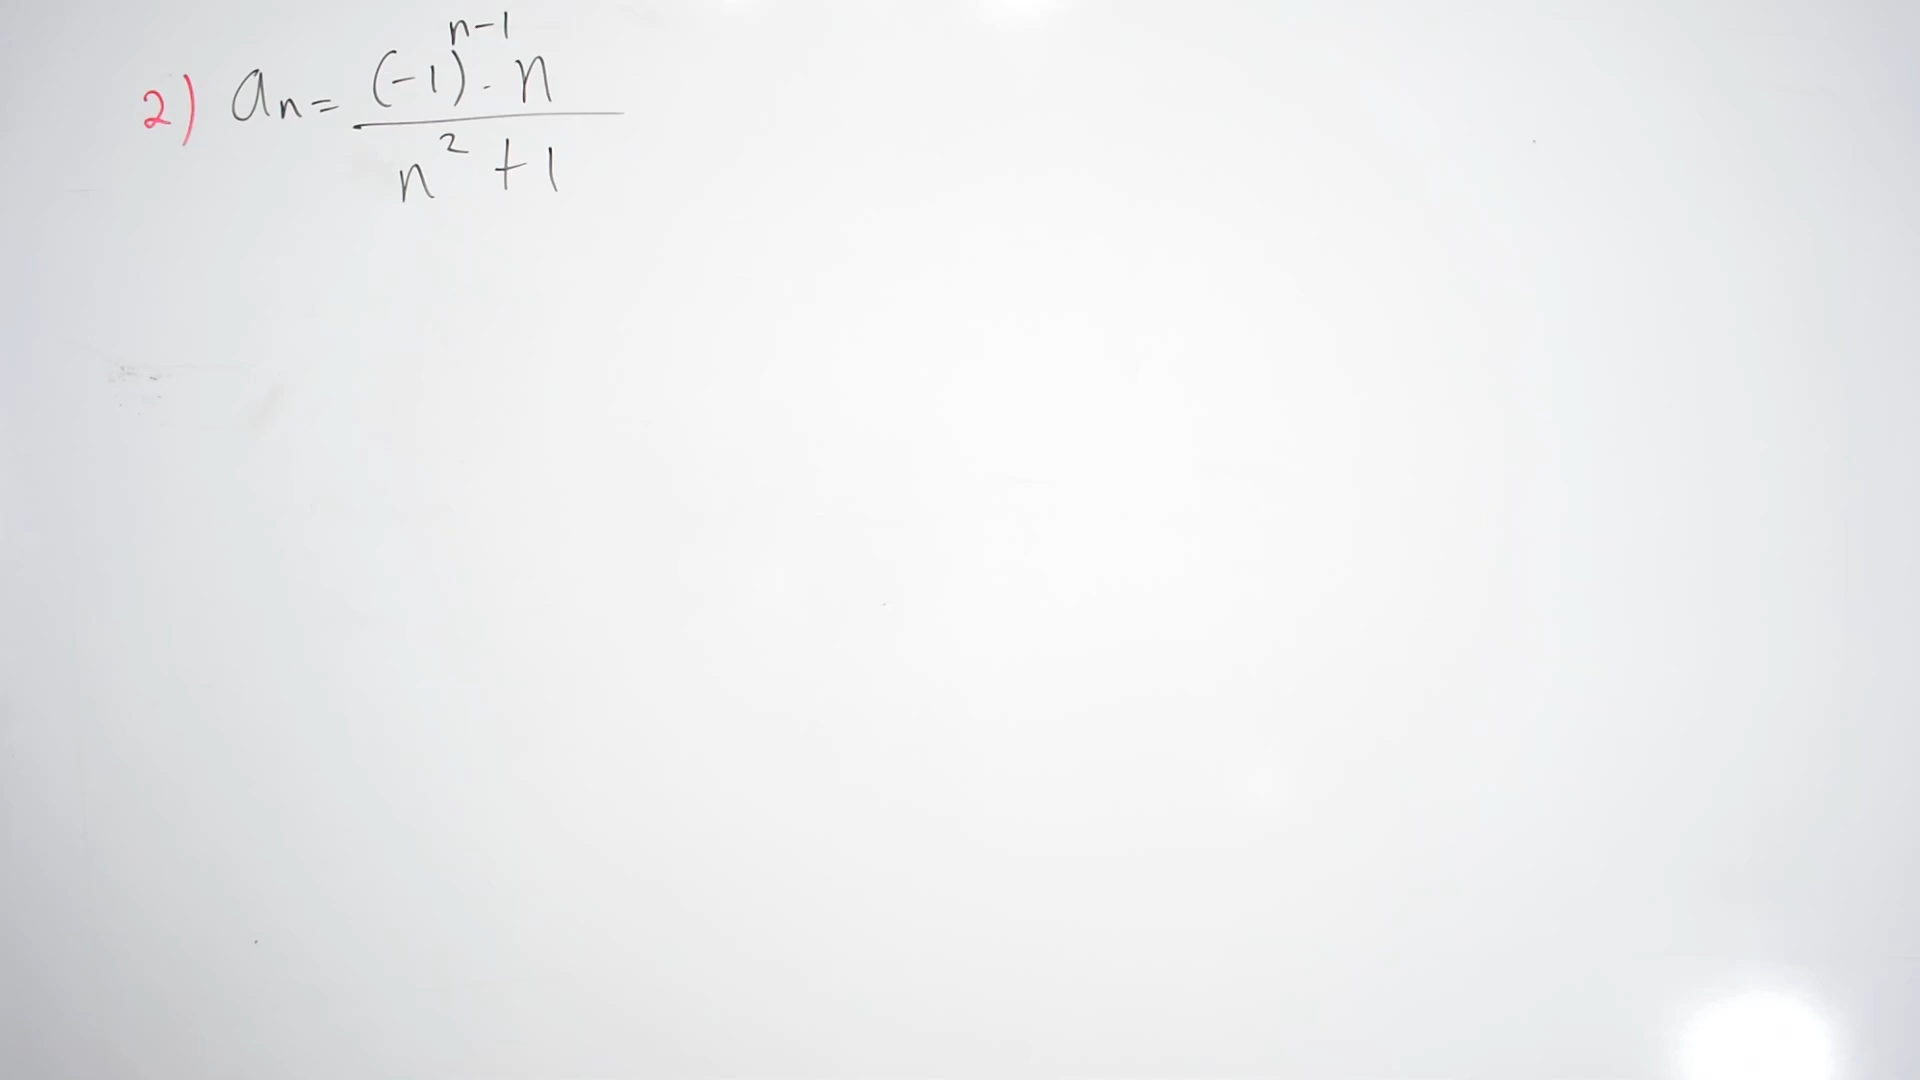 2) an = (-1)^n-1 · n
n² + 1